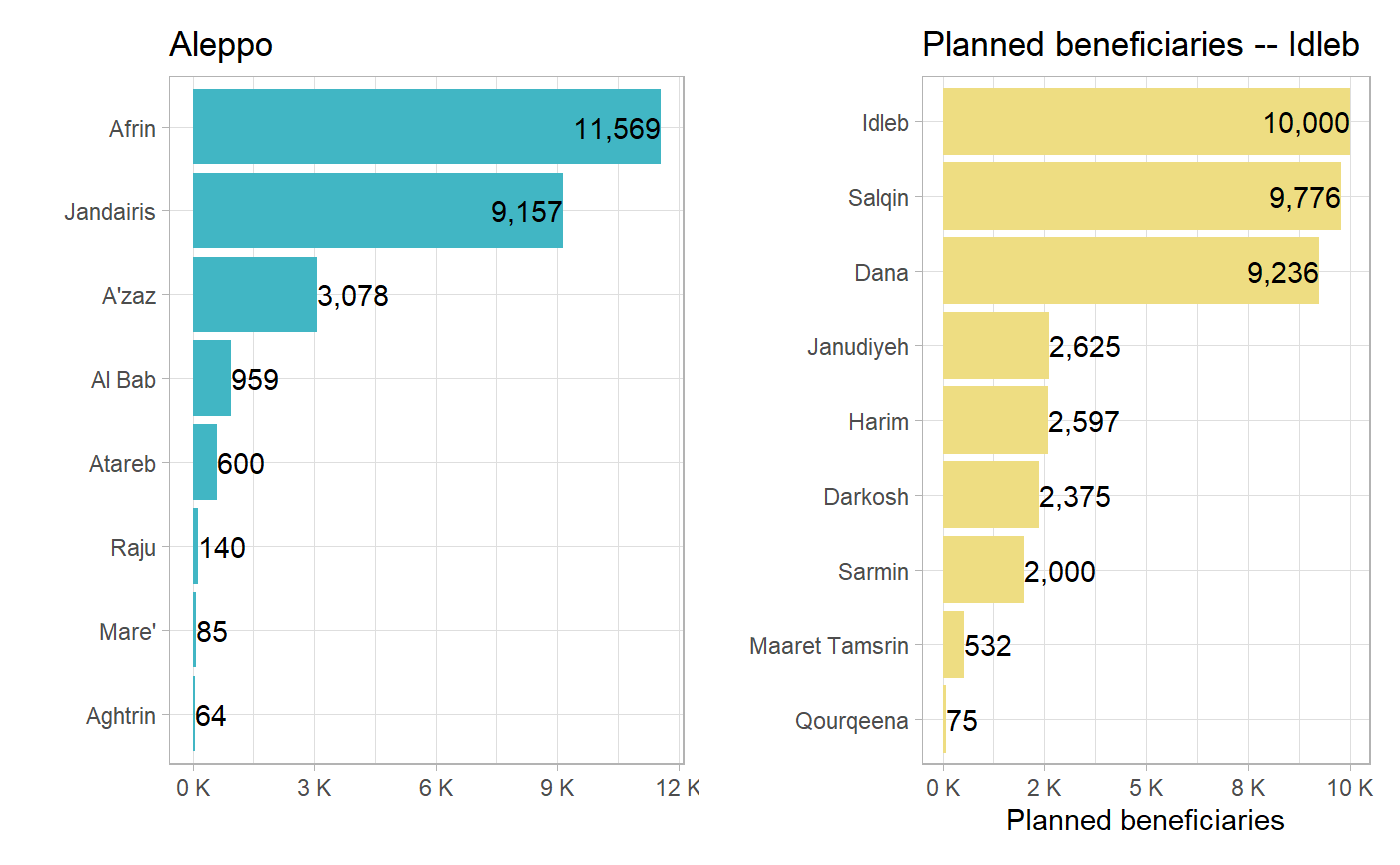 Aleppo
Afrin 11,569
Jandairis 9,157
A'zaz 3,078
Al Bab 959
Atareb 600
Raju 140
Mare' 85
Aghtrin 64
0 K 3 K 6 K 9 K 12 K
Planned beneficiaries -- Idleb
Idleb 10,000
Salqin 9,776
Dana 9,236
Janudiyeh 2,625
Harim 2,597
Darkosh 2,375
Sarmin 2,000
Maaret Tamsrin 532
Qourqeena 75
0 K 2 K 5 K 8 K 10 K
Planned beneficiaries